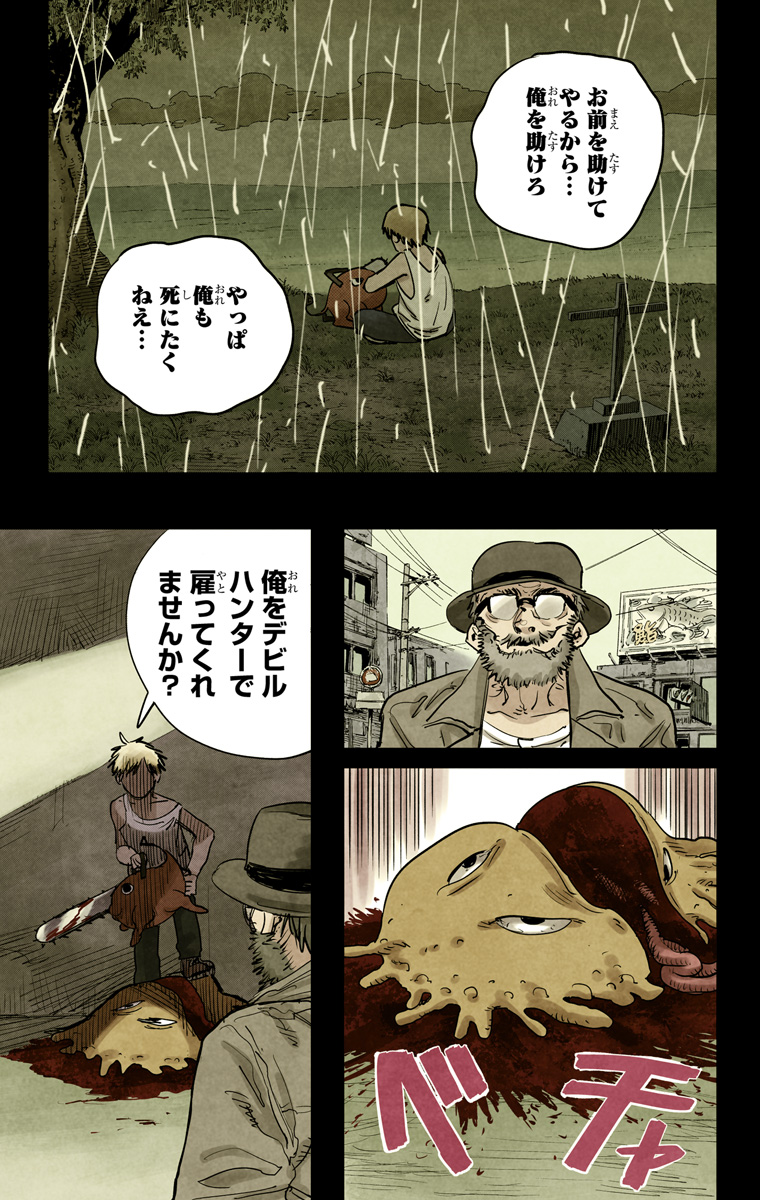 お前を助けて
やるから…
俺を助けろ
やっぱ
俺も
死にたく
ねえ…
鯰
ベチャ
俺をデビル
ハンターで
雇ってくれ
ませんか?